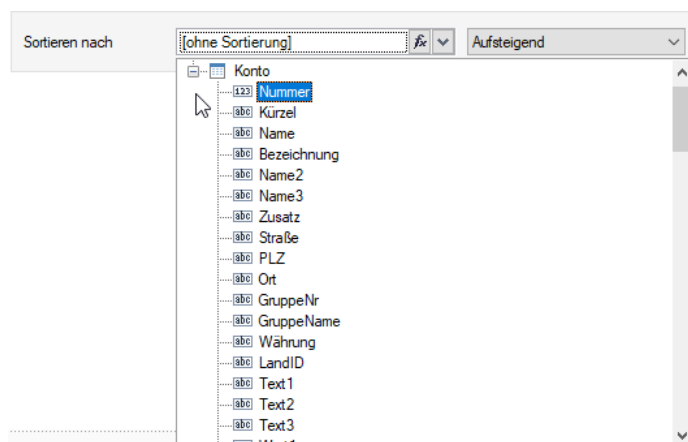 Sortieren nach [ohne Sortierung] fx Aufsteigend
Konto
123 Nummer
abc Kürzel
abc Name
abc Bezeichnung
abc Name2
abc Name3
abc Zusatz
abc Straße
abc PLZ
abc Ort
abc GruppeNr
abc GruppeName
abc Währung
abc LandID
abc Text1
abc Text2
abc Text3